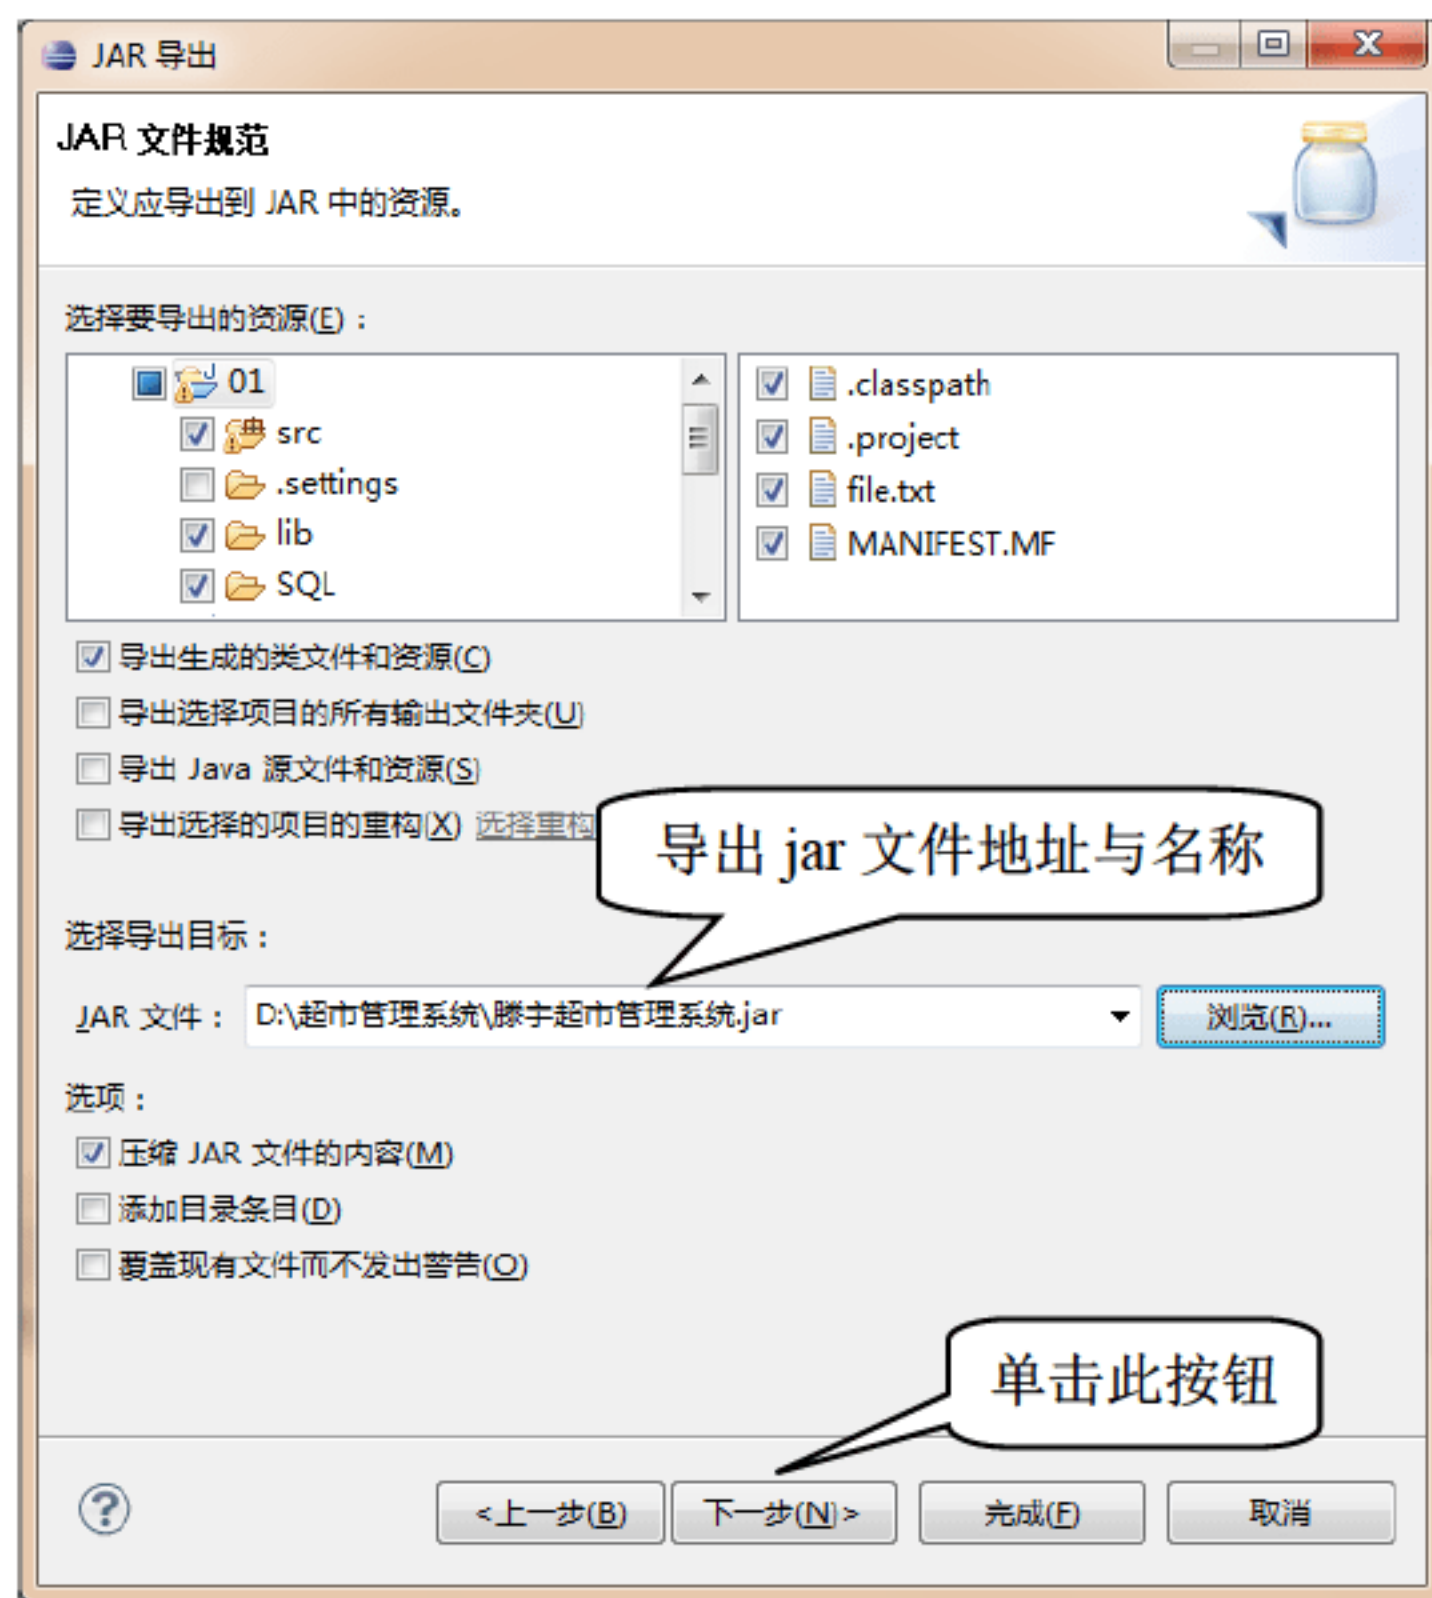 JAR 导出
JAR 文件规范
定义应导出到 JAR 中的资源。
选择要导出的资源(E)：
01
src
.settings
lib
SQL
.classpath
.project
file.txt
MANIFEST.MF
导出生成的类文件和资源(C)
导出选择项目的所有输出文件夹(U)
导出 Java 源文件和资源(S)
导出选择的项目的重构(X) 选择重构
导出 jar 文件地址与名称
选择导出目标：
JAR 文件： D:\超市管理系统\滕宇超市管理系统.jar
浏览(R)...
选项：
压缩 JAR 文件的内容(M)
添加目录条目(D)
覆盖现有文件而不发出警告(O)
单击此按钮
<上一步(B) 下一步(N)> 完成(F) 取消